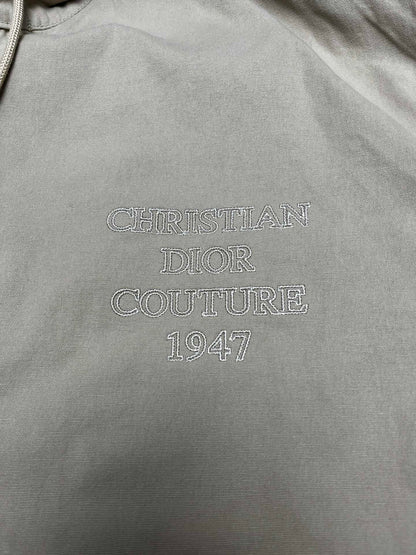 CHRISTIAN
DIOR
COUTURE
1947